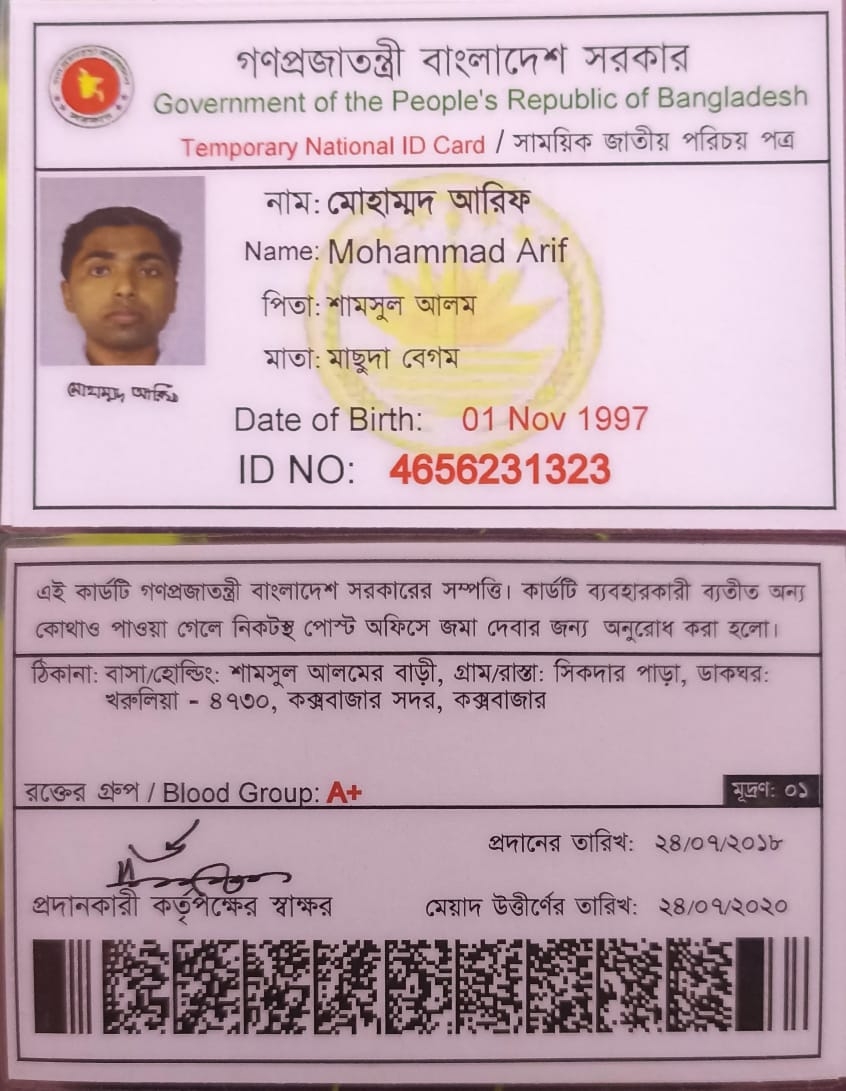 গণপ্রজাতন্ত্রী বাংলাদেশ সরকার
Government of the People's Republic of Bangladesh
Temporary National ID Card / সাময়িক জাতীয় পরিচয় পত্র
নাম: মোহাম্মদ আরিফ
Name: Mohammad Arif
পিতা: শামসুল আলম
মাতা: মাছুদা বেগম
মোহাম্মদ আরিফ
Date of Birth: 01 Nov 1997
ID NO: 4656231323
এই কার্ডটি গণপ্রজাতন্ত্রী বাংলাদেশ সরকারের সম্পত্তি। কার্ডটি ব্যবহারকারী ব্যতীত অন্য
কোথাও পাওয়া গেলে নিকটস্থ পোস্ট অফিসে জমা দেবার জন্য অনুরোধ করা হলো।
ঠিকানা: বাসা/হোল্ডিং: শামসুল আলমের বাড়ী, গ্রাম/রাস্তা: সিকদার পাড়া, ডাকঘর:
খরুলিয়া - ৪৭৩০, কক্সবাজার সদর, কক্সবাজার
রক্তের গ্রুপ / Blood Group: A+
মূদ্রণ: ০১
প্রদানের তারিখ: ২৪/০৭/২০১৮
প্রদানকারী কর্তৃপক্ষের স্বাক্ষর
মেয়াদ উত্তীর্ণের তারিখ: ২৪/০৭/২০২০